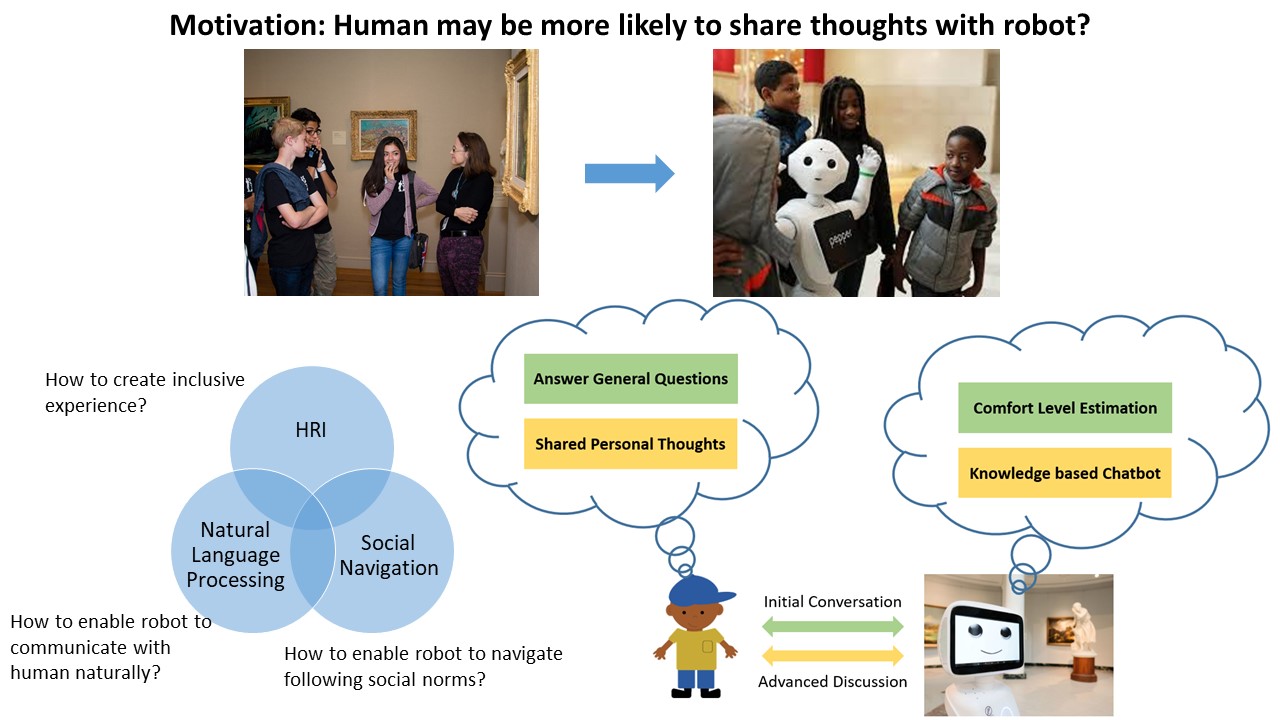 Motivation: Human may be more likely to share thoughts with robot?
pepper
How to create inclusive
experience?
HRI
Natural
Language
Processing
Social
Navigation
How to enable robot to
communicate with
human naturally?
How to enable robot to navigate
following social norms?
Answer General Questions
Shared Personal Thoughts
Comfort Level Estimation
Knowledge based Chatbot
Initial Conversation
Advanced Discussion